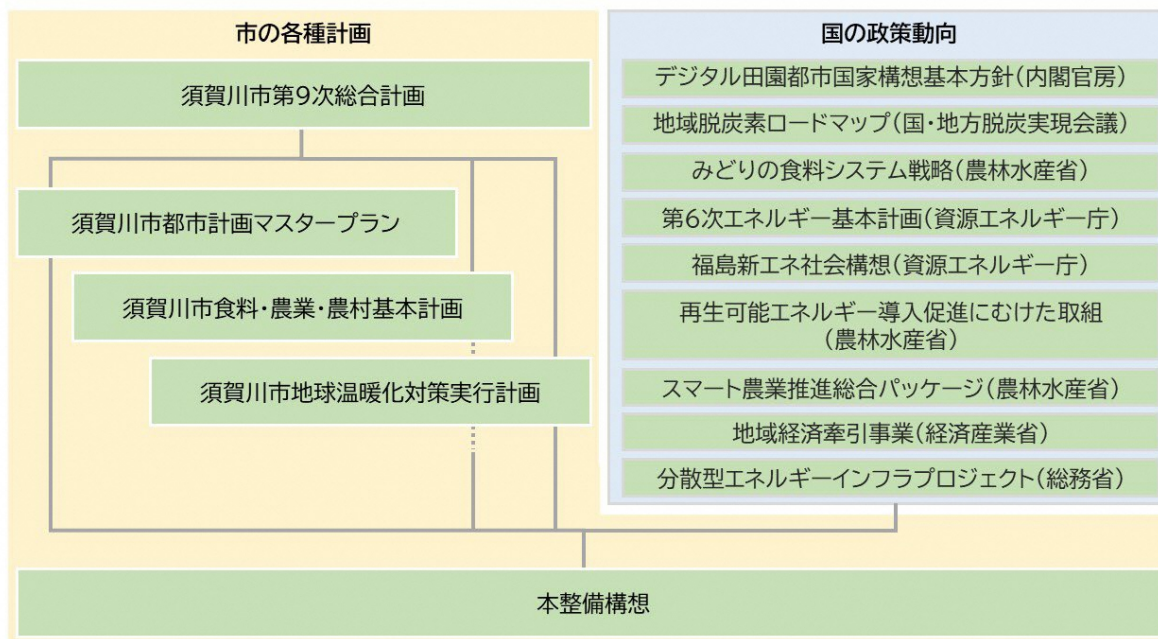 市の各種計画
須賀川市第9次総合計画
須賀川市都市計画マスタープラン
須賀川市食料・農業・農村基本計画
須賀川市地球温暖化対策実行計画
国の政策動向
デジタル田園都市国家構想基本方針(内閣官房)
地域脱炭素ロードマップ(国・地方脱炭実現会議)
みどりの食料システム戦略(農林水産省)
第6次エネルギー基本計画(資源エネルギー庁)
福島新エネ社会構想(資源エネルギー庁)
再生可能エネルギー導入促進にむけた取組
(農林水産省)
スマート農業推進総合パッケージ(農林水産省)
地域経済牽引事業(経済産業省)
分散型エネルギーインフラプロジェクト(総務省)
本整備構想